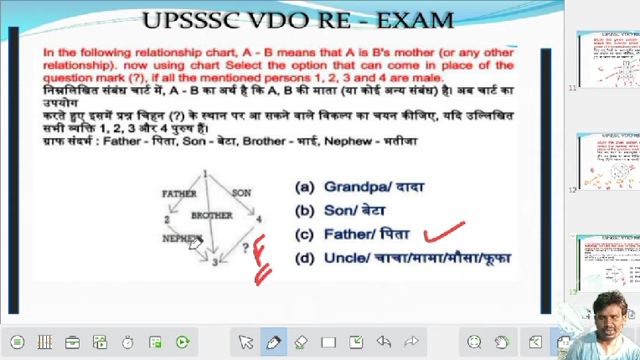 UPSSSC VDO RE - EXAM
In the following relationship chart, A - B means that A is B's mother (or any other
relationship). now using chart Select the option that can come in place of
the question mark (?), if all the mentioned persons 1, 2, 3 and 4 are male.
निम्नलिखित संबंध चार्ट में, A - B का अर्थ है कि A, B की माता (या कोई अन्य संबंध) है। अब चार्ट का
उपयोग
करते हुए इसमें प्रश्न चिहन (?) के स्थान पर आ सकने वाले विकल्प का चयन कीजिए, यदि उल्लिखित
सभी व्यक्ति 1, 2, 3 और 4 पुरुष हैं।
ग्राफ संदर्भ : Father - पिता, Son - बेटा, Brother - भाई, Nephew - भतीजा
1
FATHER
SON
2
BROTHER
4
NEPHEW
?
3
(a) Grandpa/ दादा
(b) Son/ बेटा
(c) Father/ पिता
(d) Uncle/ चाचा/मामा/मौसा/फूफा